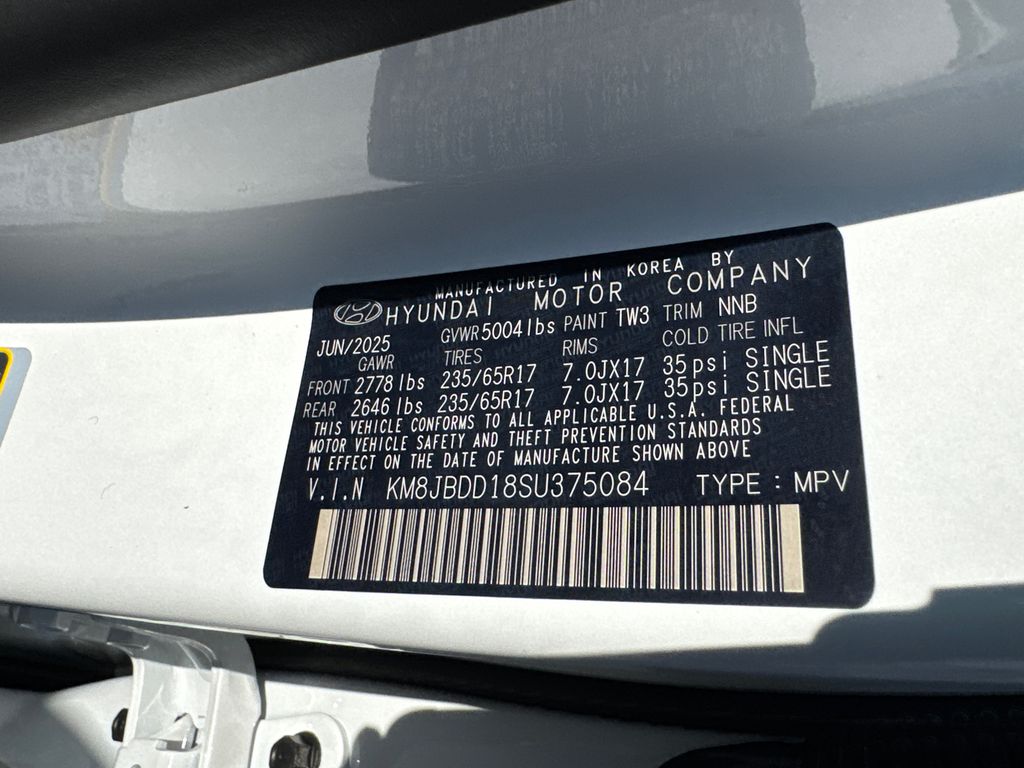 MANUFACTURED IN KOREA BY
HYUNDAI MOTOR COMPANY
JUN/2025 GVWR 5004 lbs PAINT TW3 TRIM NNB
GAWR TIRES RIMS COLD TIRE INFL
FRONT 2778 lbs 235/65R17 7.0JX17 35psi SINGLE
REAR 2646 lbs 235/65R17 7.0JX17 35psi SINGLE
THIS VEHICLE CONFORMS TO ALL APPLICABLE U.S.A. FEDERAL
MOTOR VEHICLE SAFETY AND THEFT PREVENTION STANDARDS
IN EFFECT ON THE DATE OF MANUFACTURE SHOWN ABOVE
V.I.N KM8JBDD18SU375084 TYPE : MPV